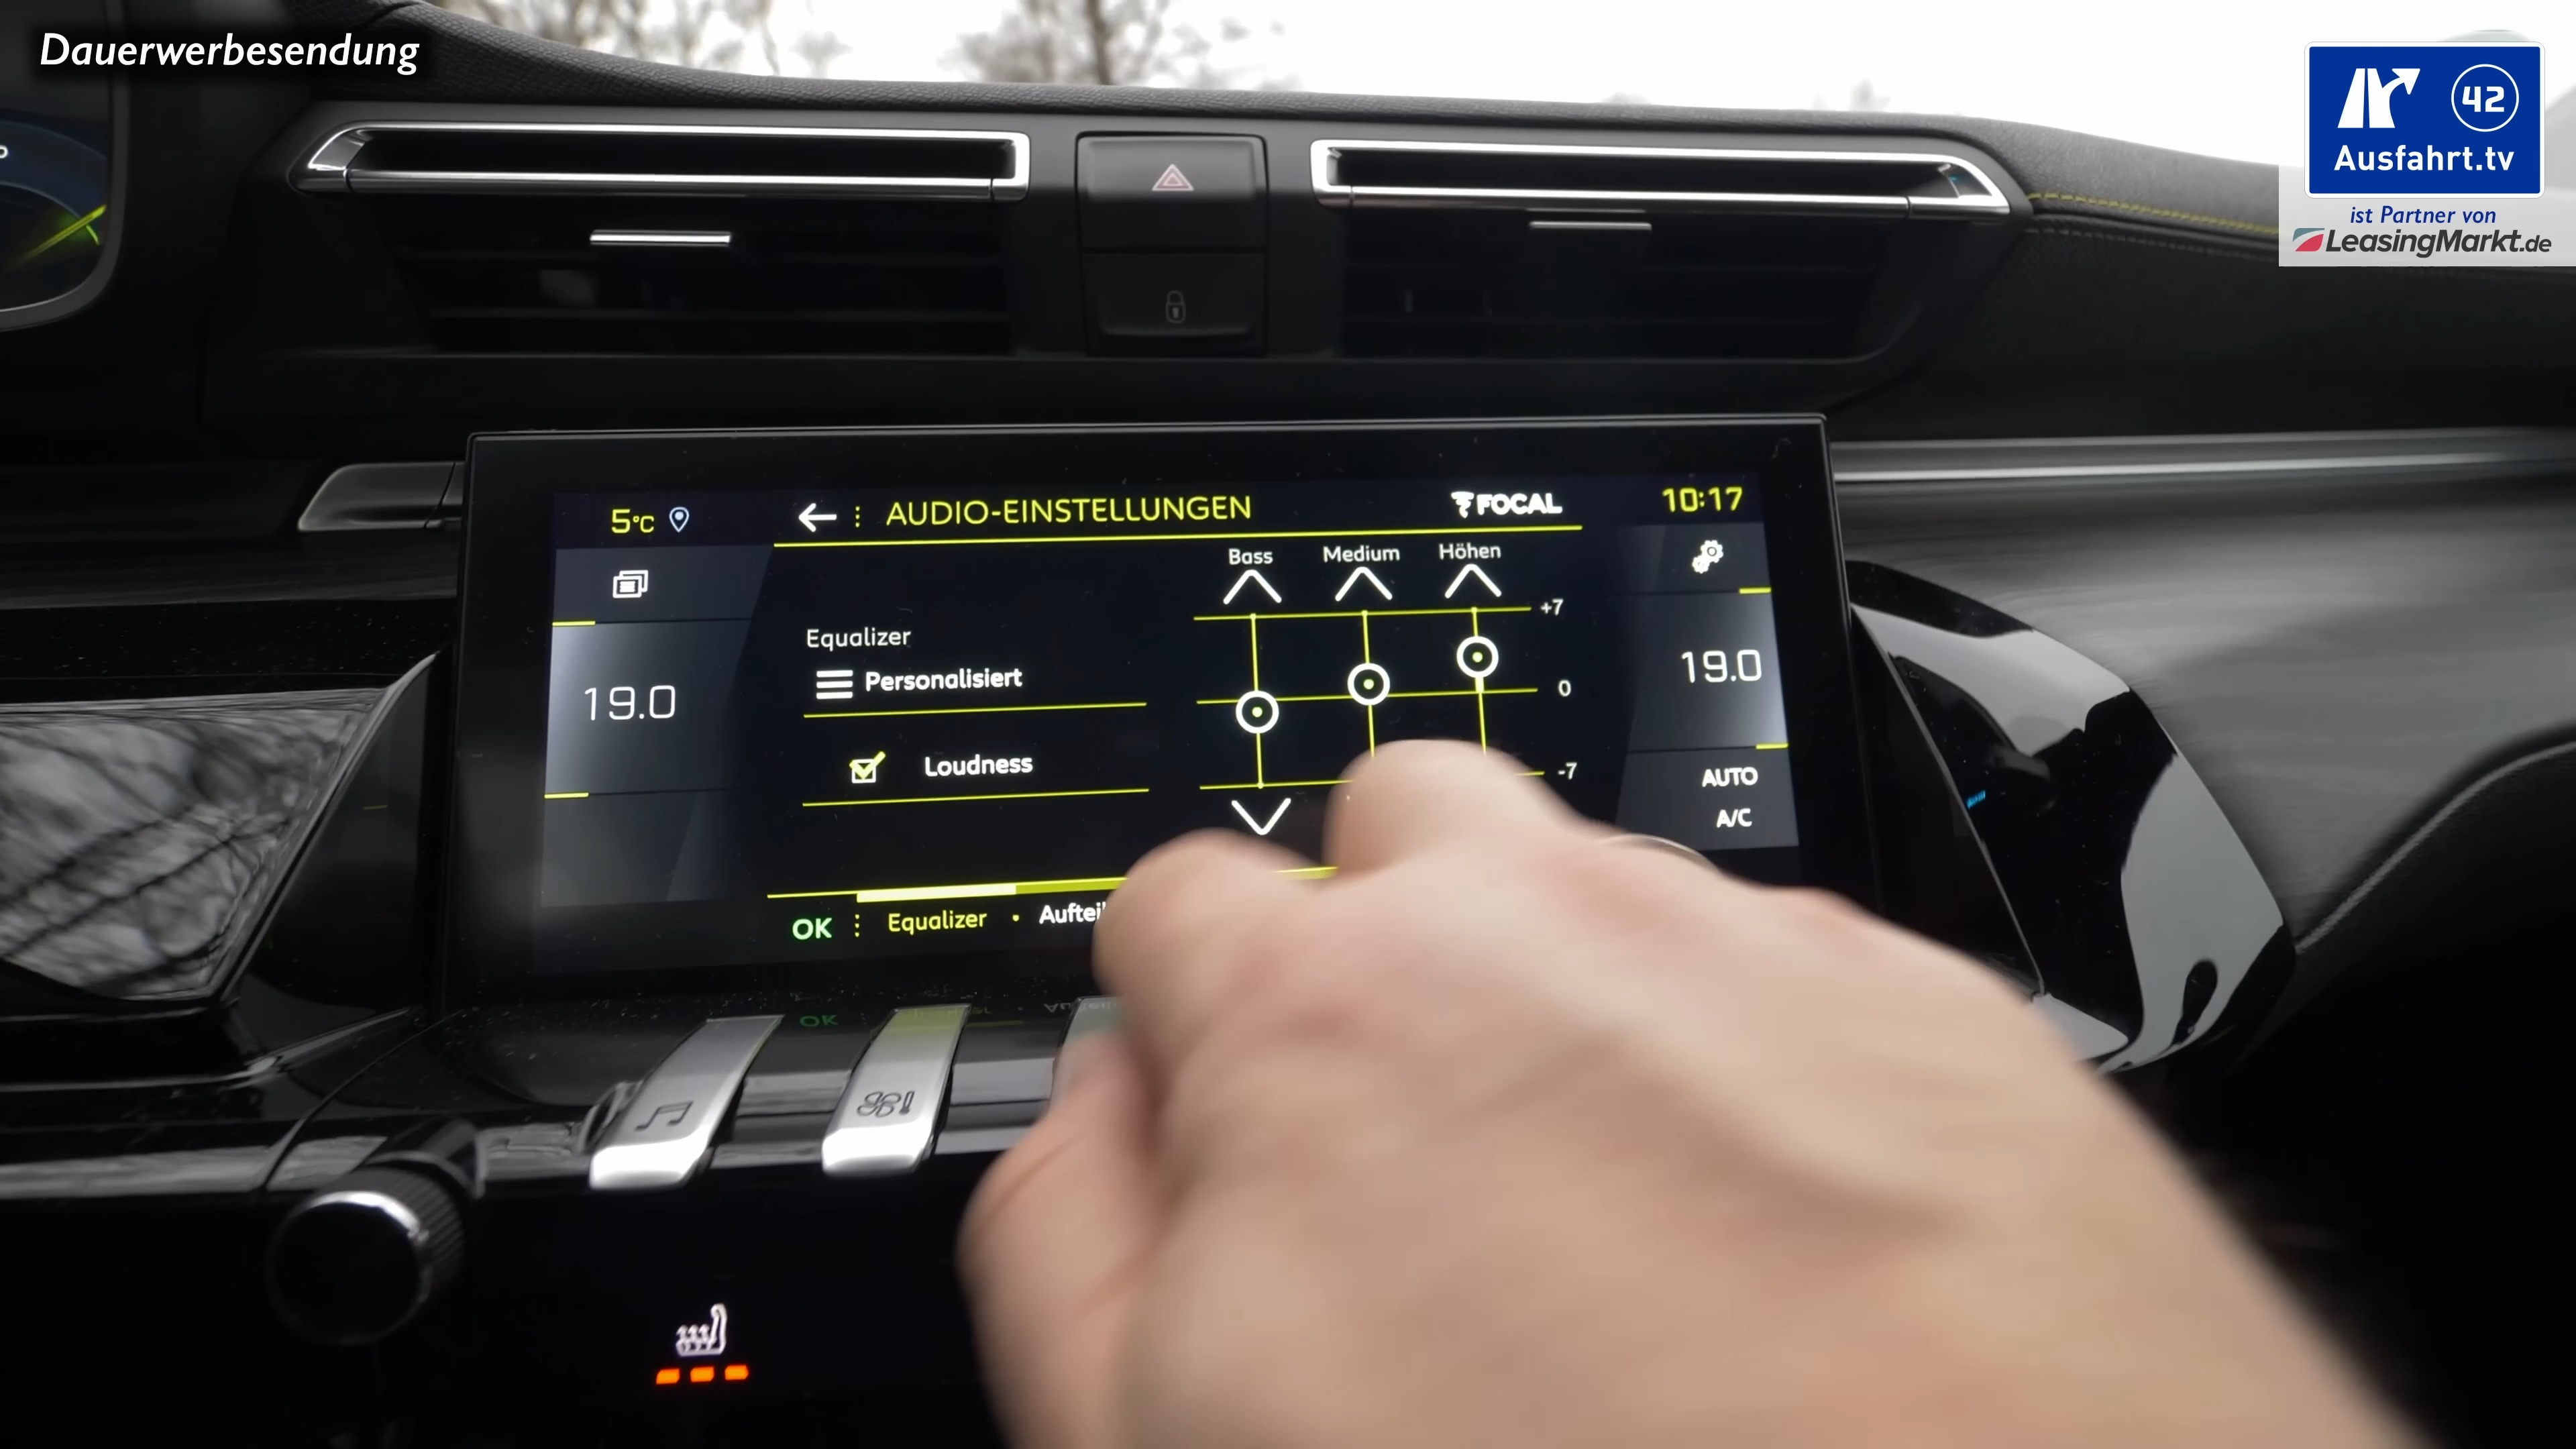 Dauerwerbesendung
42
Ausfahrt.tv
ist Partner von
LeasingMarkt.de
5°C
AUDIO-EINSTELLUNGEN
FOCAL
10:17
Bass
Medium
Höhen
+7
Equalizer
Personalisiert
0
19.0
19.0
Loudness
-7
AUTO
A/C
OK
Equalizer
•
OK